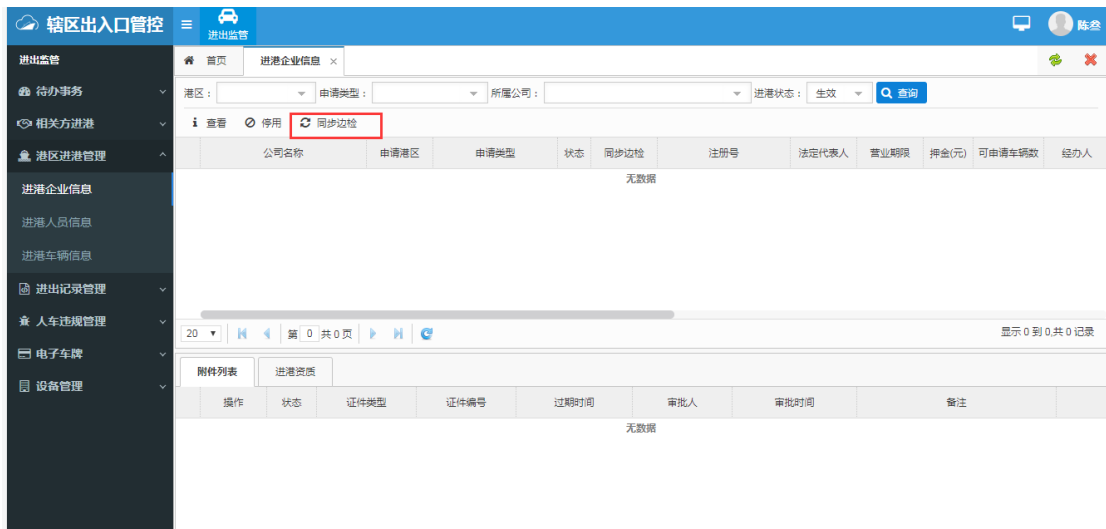 辖区出入口管控 进出监管 陈叁
进出监管 首页 进港企业信息
待办事务 港区： 申请类型： 所属公司： 进港状态： 生效 查询
相关方进港 查看 停用 同步边检
港区进港管理 公司名称 申请港区 申请类型 状态 同步边检 注册号 法定代表人 营业期限 押金(元) 可申请车辆数 经办人
无数据
进港企业信息
进港人员信息
进港车辆信息
进出记录管理
人车违规管理 20 第 0 共0页 显示 0 到 0,共 0 记录
电子车牌
附件列表 进港资质
设备管理
操作 状态 证件类型 证件编号 过期时间 审批人 审批时间 备注
无数据